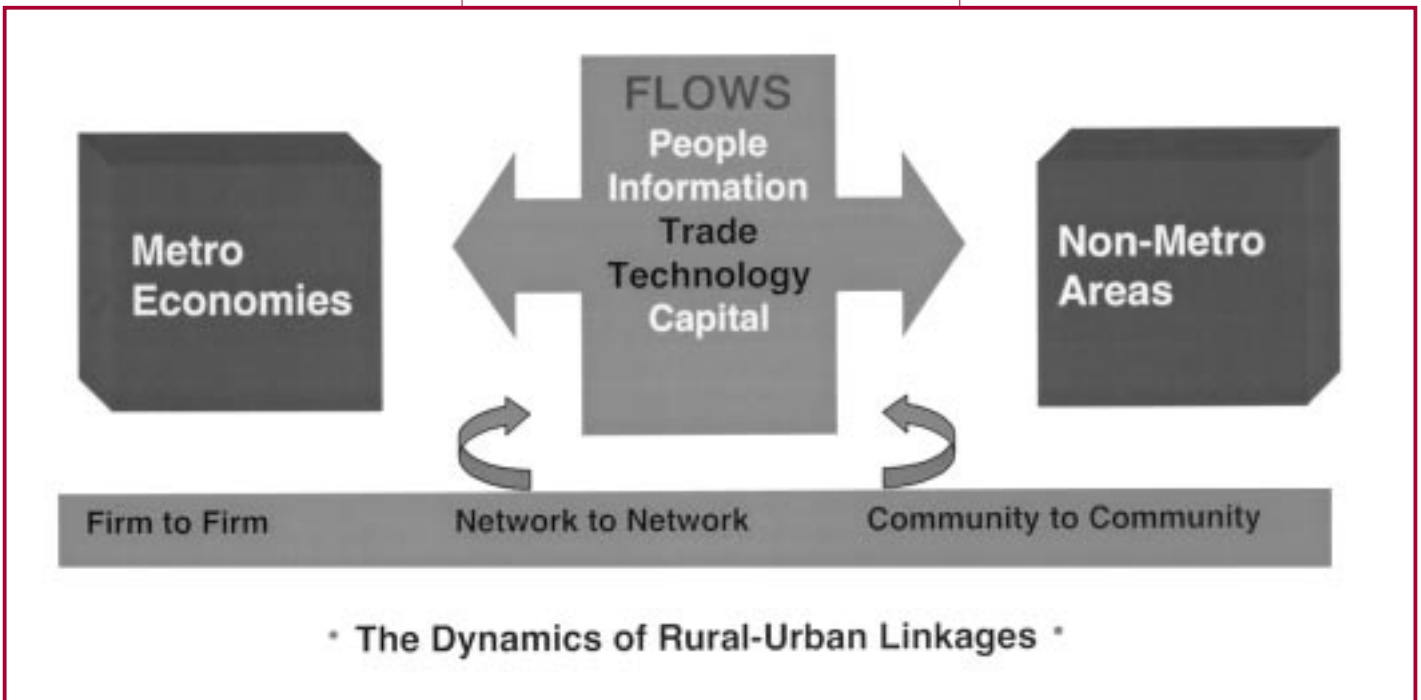 FLOWS
People
Information
Trade
Technology
Capital
Metro
Economies
Non-Metro
Areas
Firm to Firm
Network to Network
Community to Community
The Dynamics of Rural-Urban Linkages